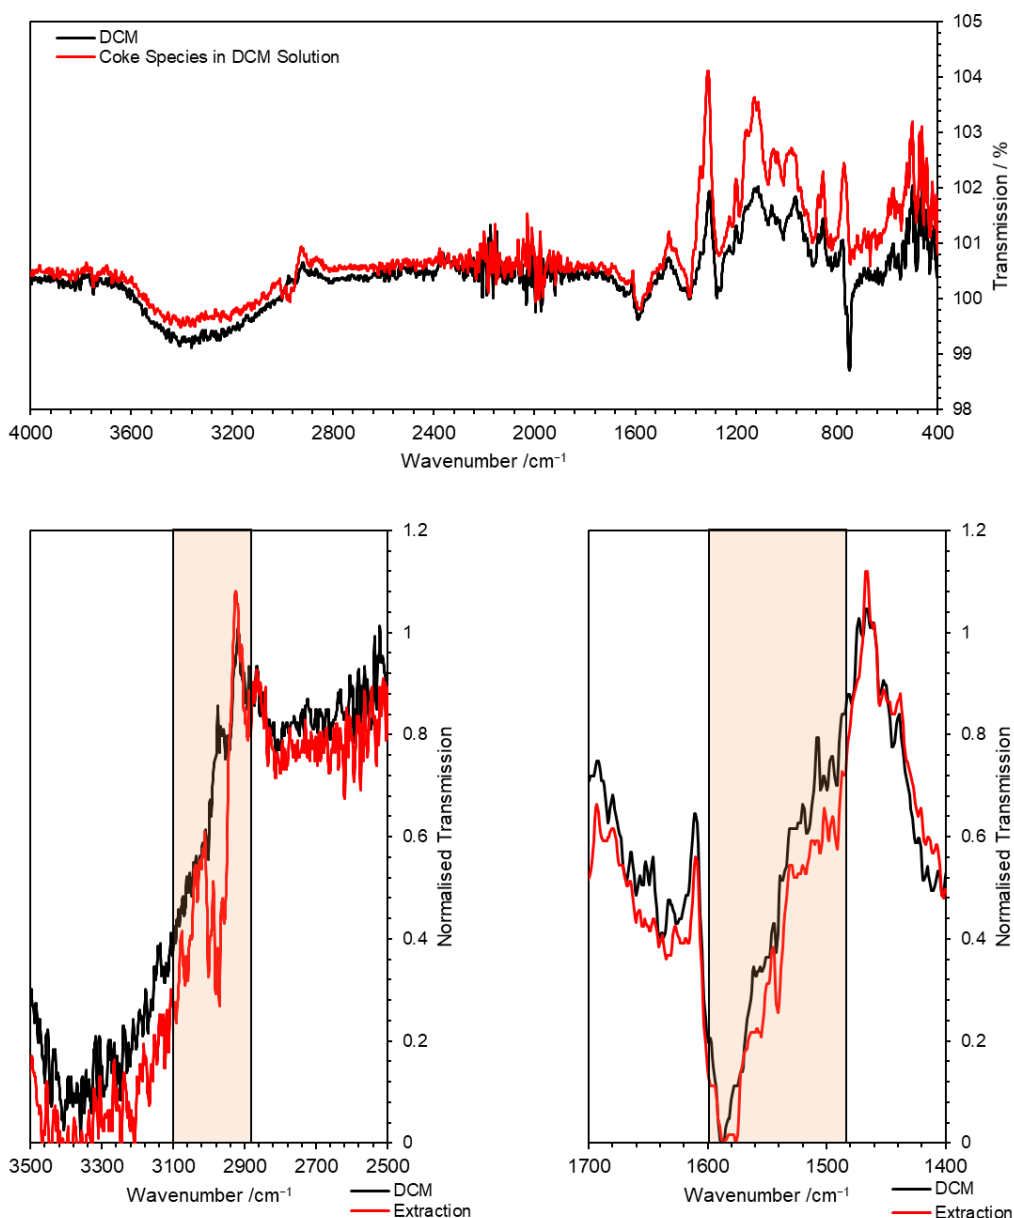 DCM
Coke Species in DCM Solution
105
104
103
102
101
100
99
98
Transmission / %
4000 3600 3200 2800 2400 2000 1600 1200 800 400
Wavenumber /cm⁻¹
1.2
1
0.8
0.6
0.4
0.2
0
Normalised Transmission
3500 3300 3100 2900 2700 2500
Wavenumber /cm⁻¹
DCM
Extraction
1.2
1
0.8
0.6
0.4
0.2
0
Normalised Transmission
1700 1600 1500 1400
Wavenumber /cm⁻¹
DCM
Extraction